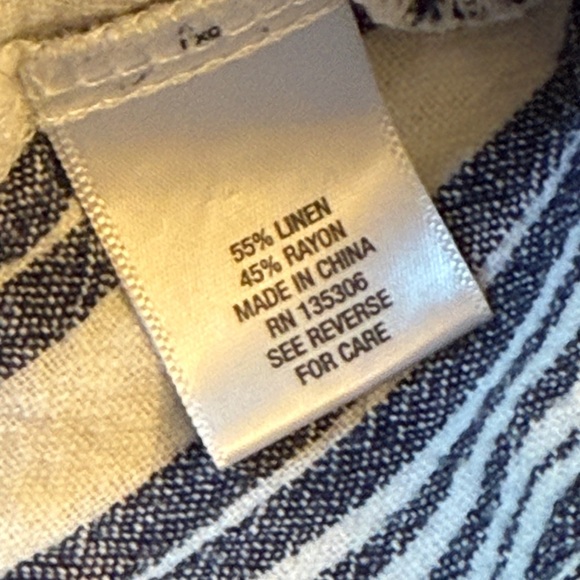 55% LINEN
45% RAYON
MADE IN CHINA
RN 135306
SEE REVERSE
FOR CARE